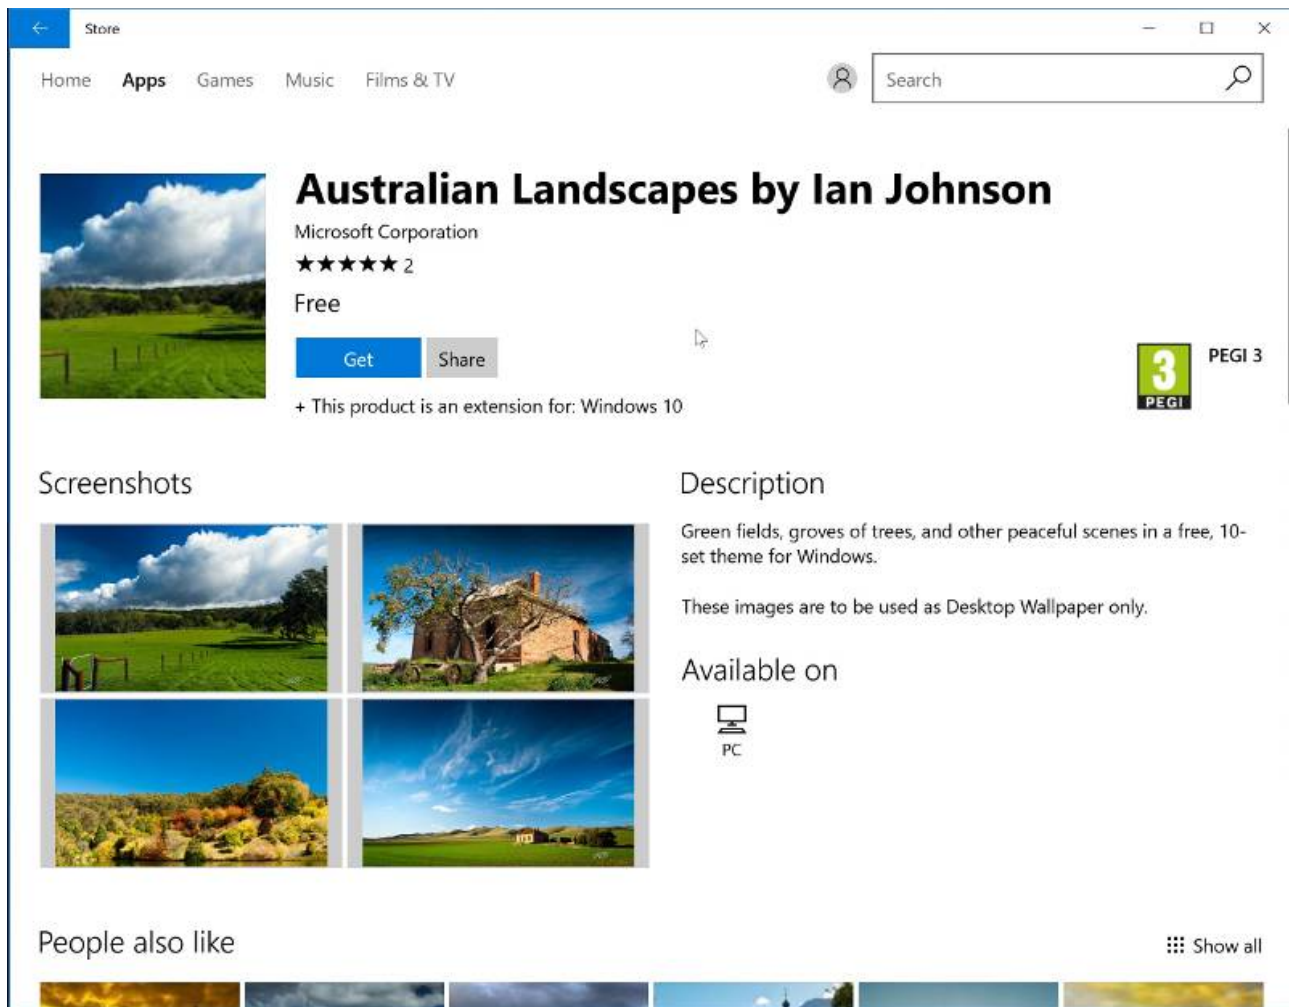 Store
Home Apps Games Music Films & TV
Search
Australian Landscapes by Ian Johnson
Microsoft Corporation
★★★★★ 2
Free
Get Share
+ This product is an extension for: Windows 10
3
PEGI
PEGI 3
Screenshots
Description
Green fields, groves of trees, and other peaceful scenes in a free, 10-
set theme for Windows.
These images are to be used as Desktop Wallpaper only.
Available on
PC
People also like
Show all